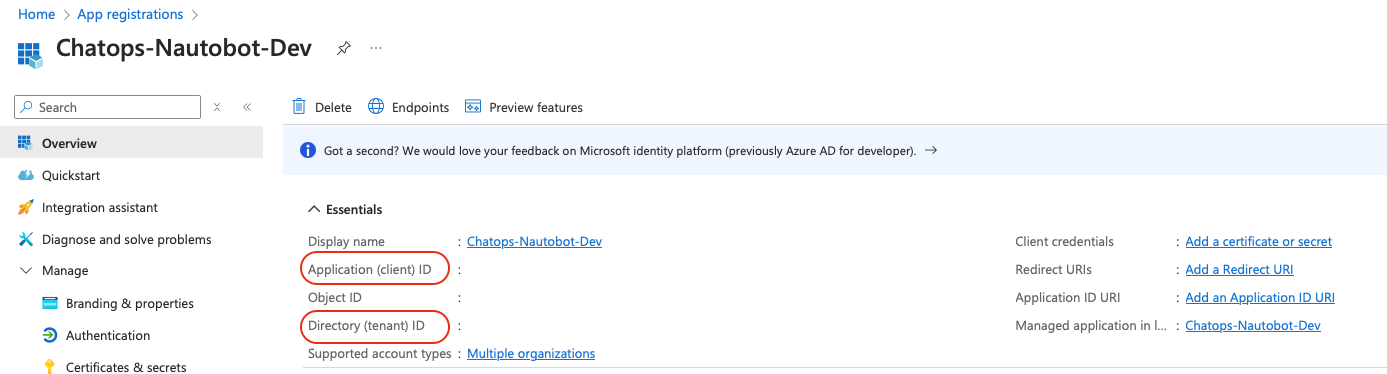 Home > App registrations >
Chatops-Nautobot-Dev ...
Search
Delete Endpoints Preview features
Overview
Got a second? We would love your feedback on Microsoft identity platform (previously Azure AD for developer). →
Quickstart
Integration assistant
Diagnose and solve problems
Manage
Branding & properties
Authentication
Certificates & secrets
Essentials
Display name : Chatops-Nautobot-Dev
Application (client) ID :
Object ID :
Directory (tenant) ID :
Supported account types : Multiple organizations
Client credentials : Add a certificate or secret
Redirect URIs : Add a Redirect URI
Application ID URI : Add an Application ID URI
Managed application in l... : Chatops-Nautobot-Dev